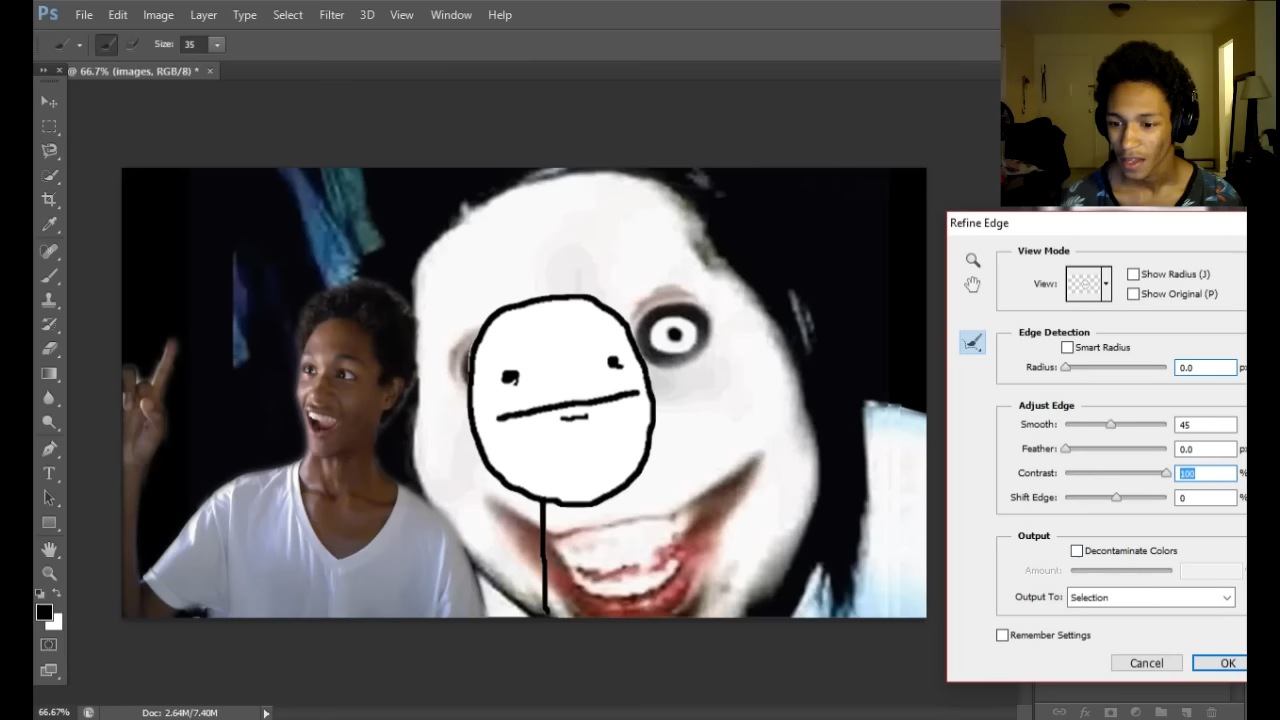 Ps File Edit Image Layer Type Select Filter 3D View Window Help
Size: 35
@ 66.7% (images, RGB/8) * ×
Refine Edge
View Mode
View:
Show Radius (J)
Show Original (P)
Edge Detection
Smart Radius
Radius: 0.0 p
Adjust Edge
Smooth: 45
Feather: 0.0 p
Contrast: 100 %
Shift Edge: 0 %
Output
Decontaminate Colors
Amount:
Output To: Selection
Remember Settings
Cancel OK
66.67% Doc: 2.64M/7.40M